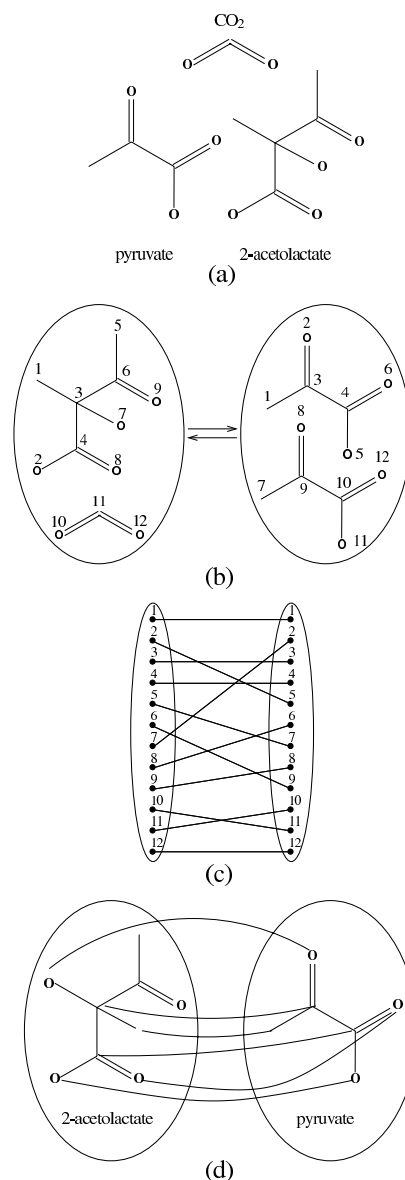 CO2
O O
O
O
O
O
O
O
O
O
pyruvate 2-acetolactate
(a)
5
1
3
6
9
O
7
O
4
2
O
8
O
11
10
O
12
O
2
O
3
1
4
6
O
8
O
O
5
7
9
10
12
O
O
11
(b)
1 1
2 2
3 3
4 4
5 5
6 6
7 7
8 8
9 9
10 10
11 11
12 12
(c)
O
O
O
O
O
O
O
O
2-acetolactate pyruvate
(d)